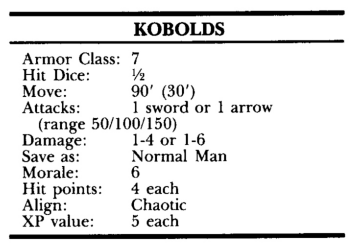 KOBOLDS
Armor Class: 7
Hit Dice: ½
Move: 90' (30')
Attacks: 1 sword or 1 arrow
(range 50/100/150)
Damage: 1-4 or 1-6
Save as: Normal Man
Morale: 6
Hit points: 4 each
Align: Chaotic
XP value: 5 each